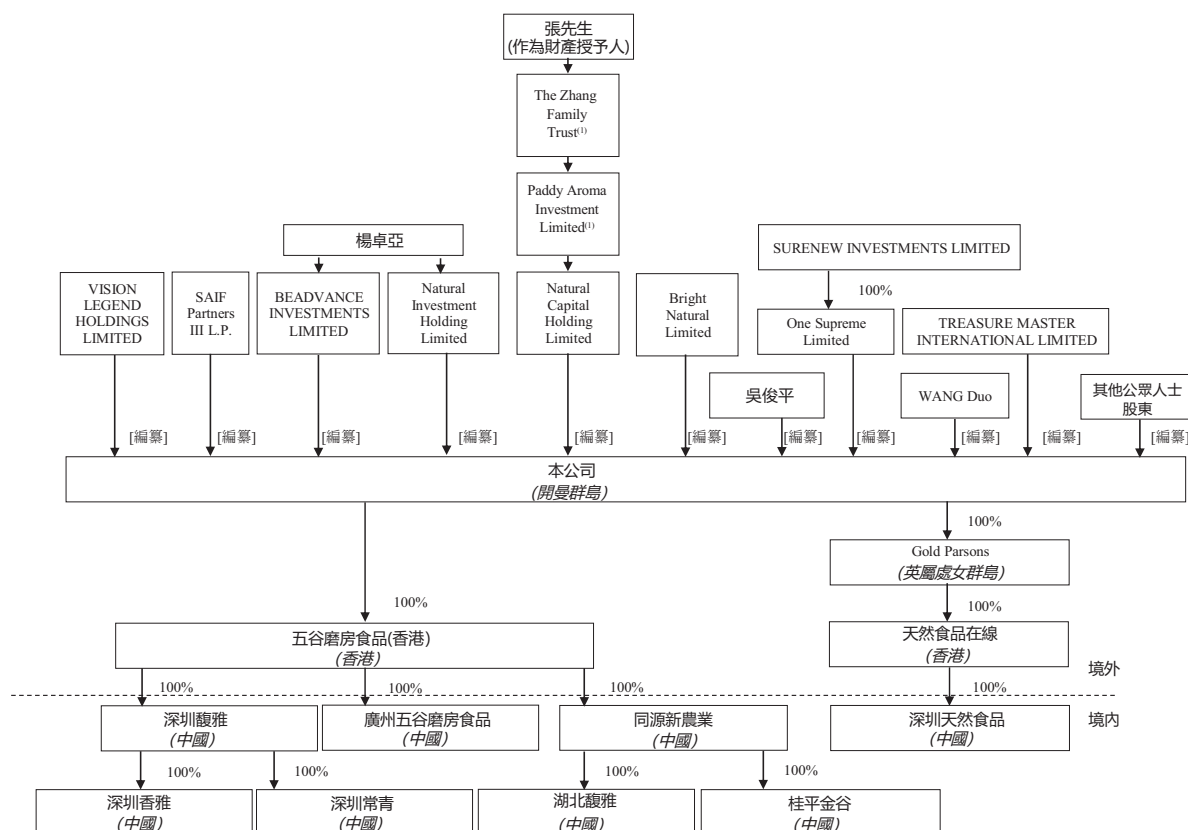 張先生
(作為財產授予人)
The Zhang
Family
Trust(1)
Paddy Aroma
Investment
Limited(1)
楊卓亞
SURENEW INVESTMENTS LIMITED
100%
VISION
LEGEND
HOLDINGS
LIMITED
SAIF
Partners
III L.P.
BEADVANCE
INVESTMENTS
LIMITED
Natural
Investment
Holding
Limited
Natural
Capital
Holding
Limited
Bright
Natural
Limited
One Supreme
Limited
TREASURE MASTER
INTERNATIONAL LIMITED
吳俊平
WANG Duo
其他公眾人士
股東
[編纂]
[編纂]
[編纂]
[編纂]
[編纂]
[編纂]
[編纂]
[編纂]
[編纂]
[編纂]
[編纂]
本公司
(開曼群島)
100%
Gold Parsons
(英屬處女群島)
100%
100%
五谷磨房食品(香港)
(香港)
天然食品在線
(香港)
境外
100%
100%
100%
100%
境內
深圳馥雅
(中國)
廣州五谷磨房食品
(中國)
同源新農業
(中國)
深圳天然食品
(中國)
100%
100%
100%
100%
深圳香雅
(中國)
深圳常青
(中國)
湖北馥雅
(中國)
桂平金谷
(中國)